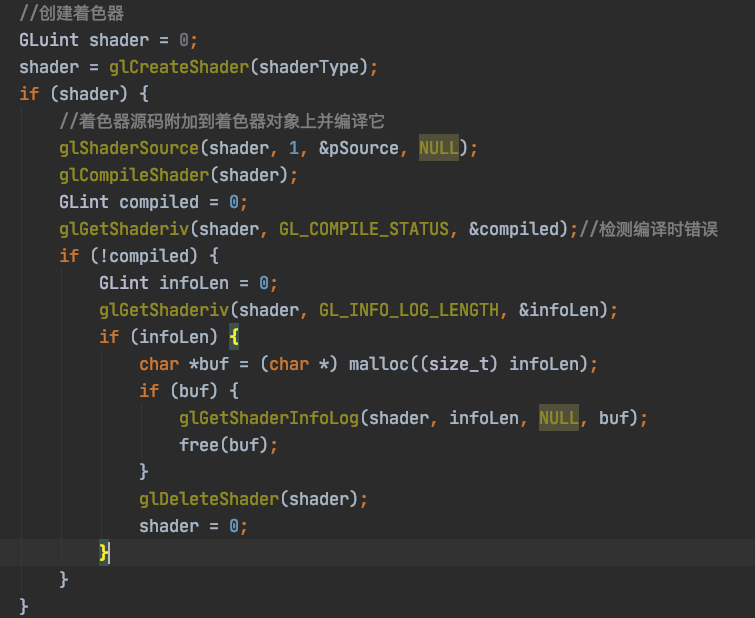 //创建着色器
GLuint shader = 0;
shader = glCreateShader(shaderType);
if (shader) {
//着色器源码附加到着色器对象上并编译它
glShaderSource(shader, 1, &pSource, NULL);
glCompileShader(shader);
GLint compiled = 0;
glGetShaderiv(shader, GL_COMPILE_STATUS, &compiled);//检测编译时错误
if (!compiled) {
GLint infoLen = 0;
glGetShaderiv(shader, GL_INFO_LOG_LENGTH, &infoLen);
if (infoLen) {
char *buf = (char *) malloc((size_t) infoLen);
if (buf) {
glGetShaderInfoLog(shader, infoLen, NULL, buf);
free(buf);
}
glDeleteShader(shader);
shader = 0;
}
}
}